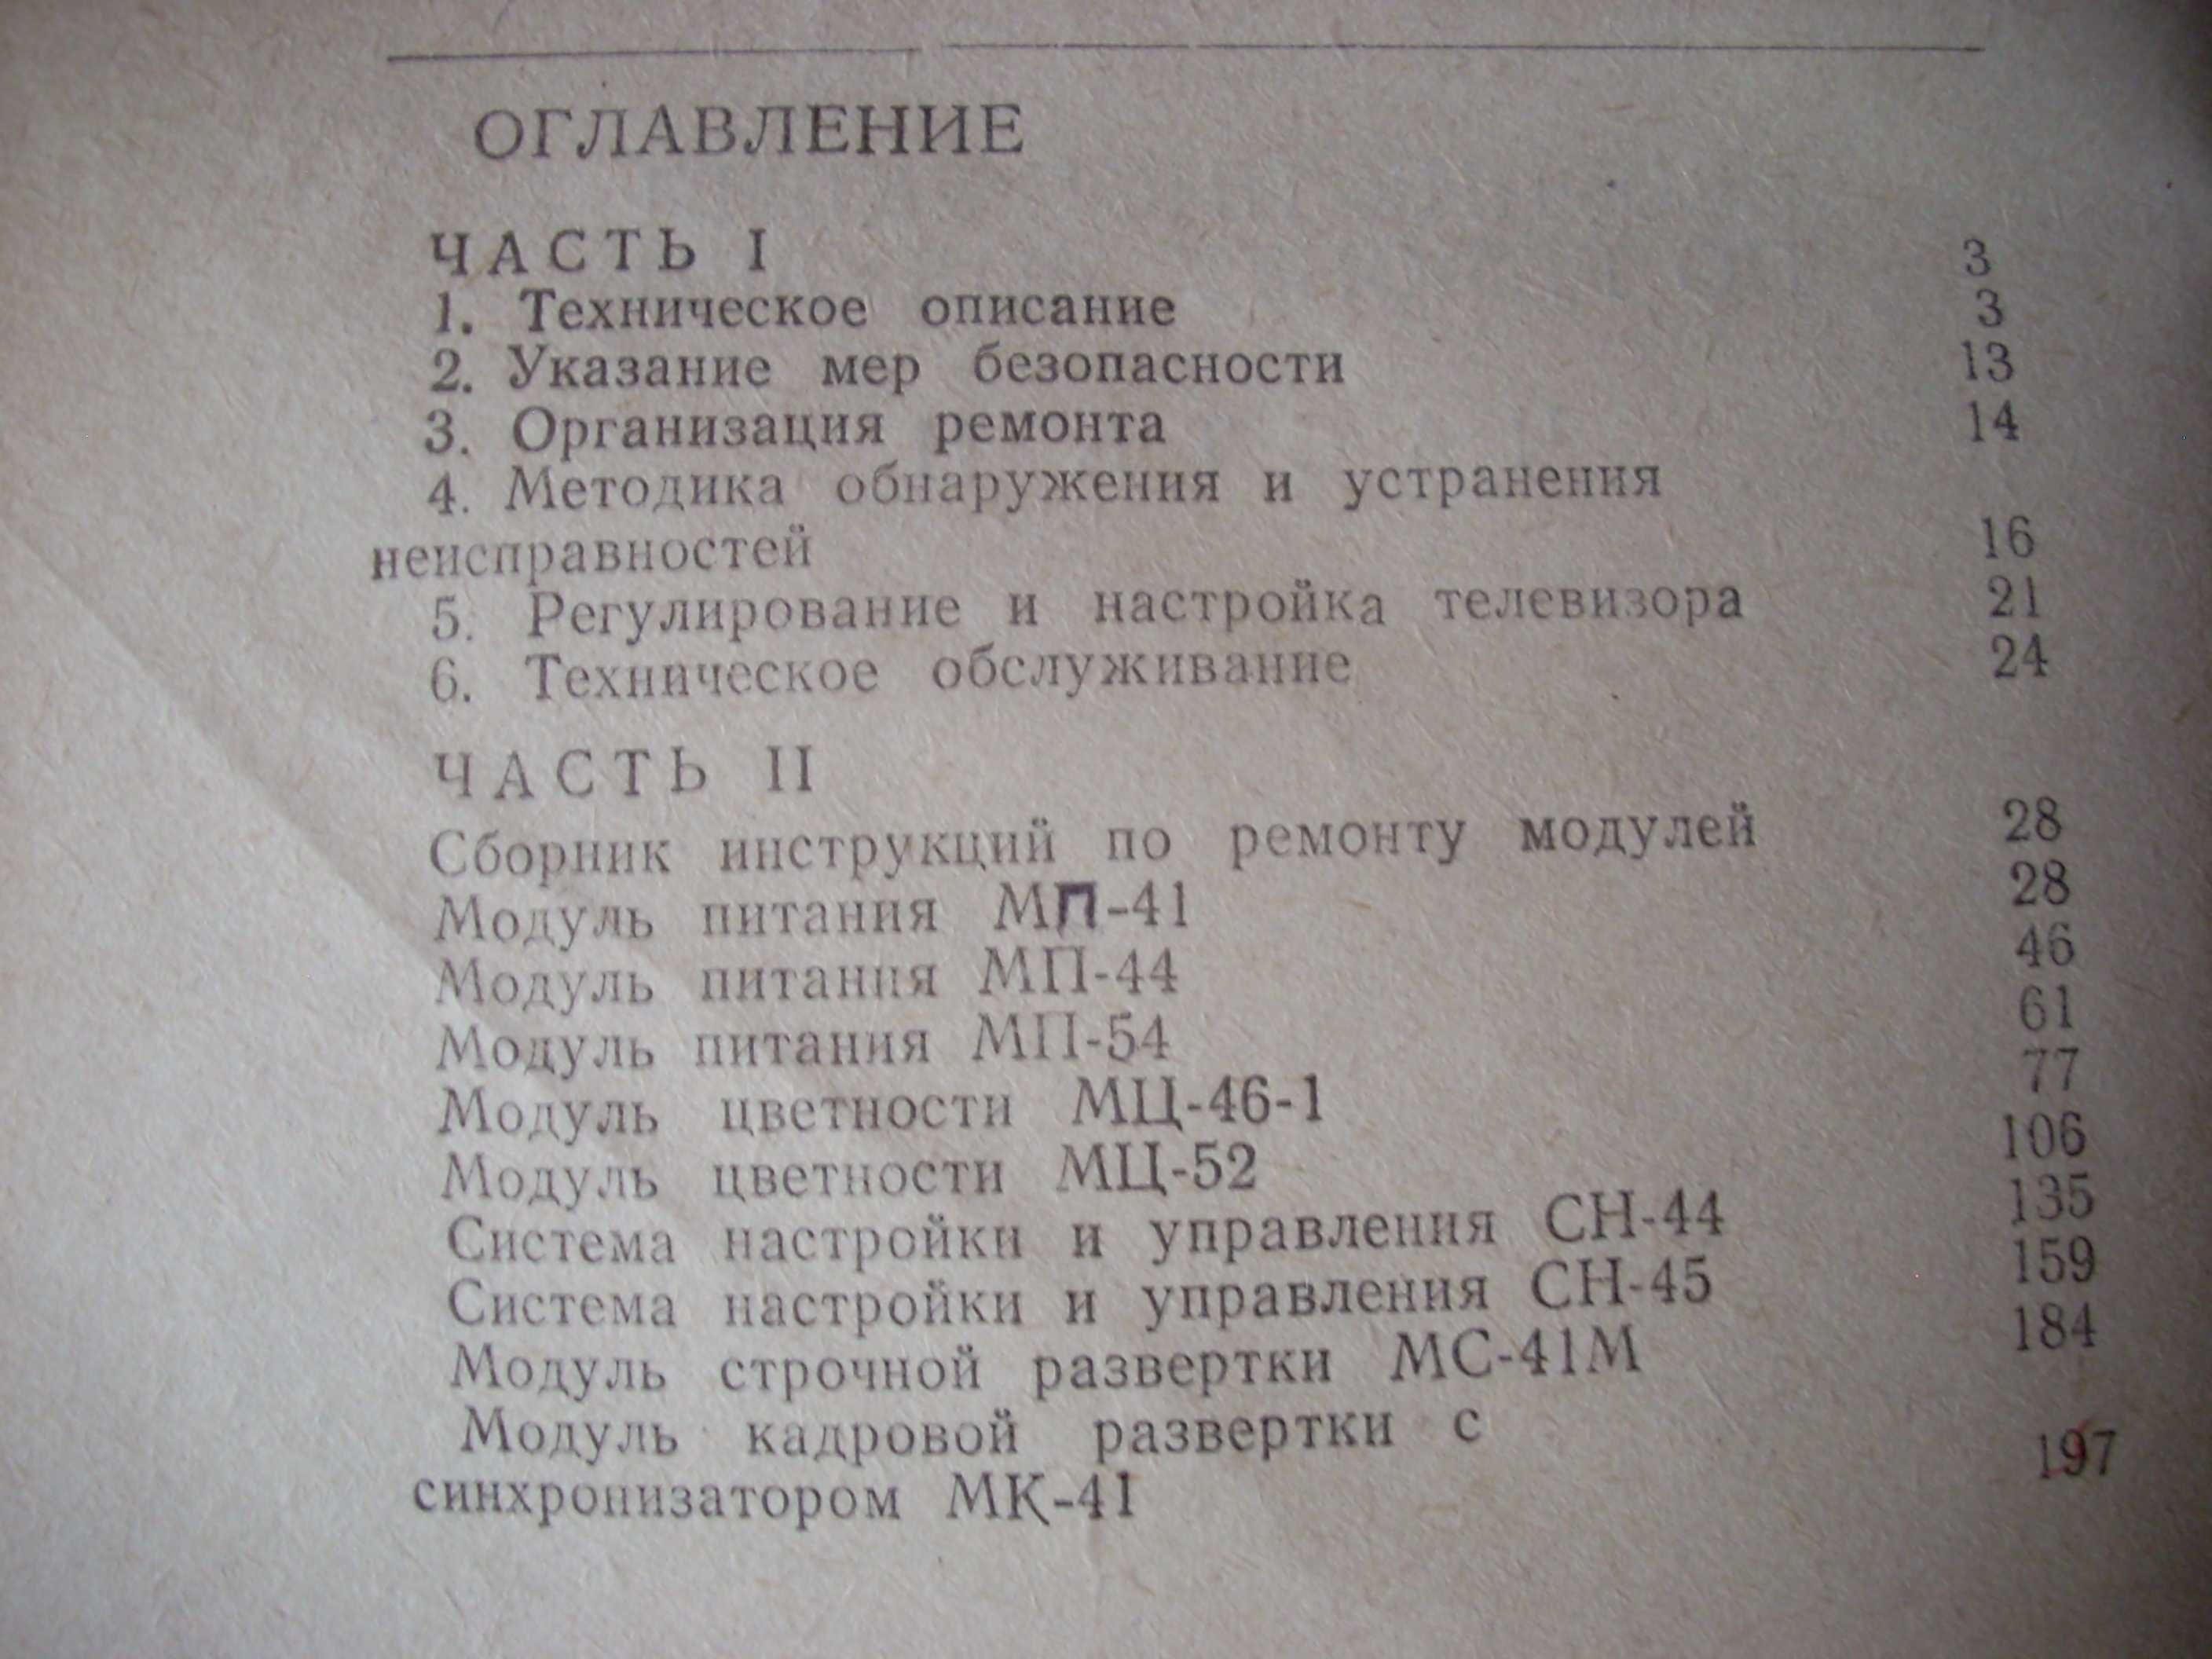 ОГЛАВЛЕНИЕ
ЧАСТЬ I 3
1. Техническое описание 3
2. Указание мер безопасности 13
3. Организация ремонта 14
4. Методика обнаружения и устранения
неисправностей 16
5. Регулирование и настройка телевизора 21
6. Техническое обслуживание 24
ЧАСТЬ II
Сборник инструкций по ремонту модулей 28
Модуль питания МП-41 28
Модуль питания МП-44 46
Модуль питания МП-54 61
Модуль цветности МЦ-46-1 77
Модуль цветности МЦ-52 106
Система настройки и управления СН-44 135
Система настройки и управления СН-45 159
Модуль строчной развертки МС-41М 184
Модуль кадровой развертки с
синхронизатором МК-41 197